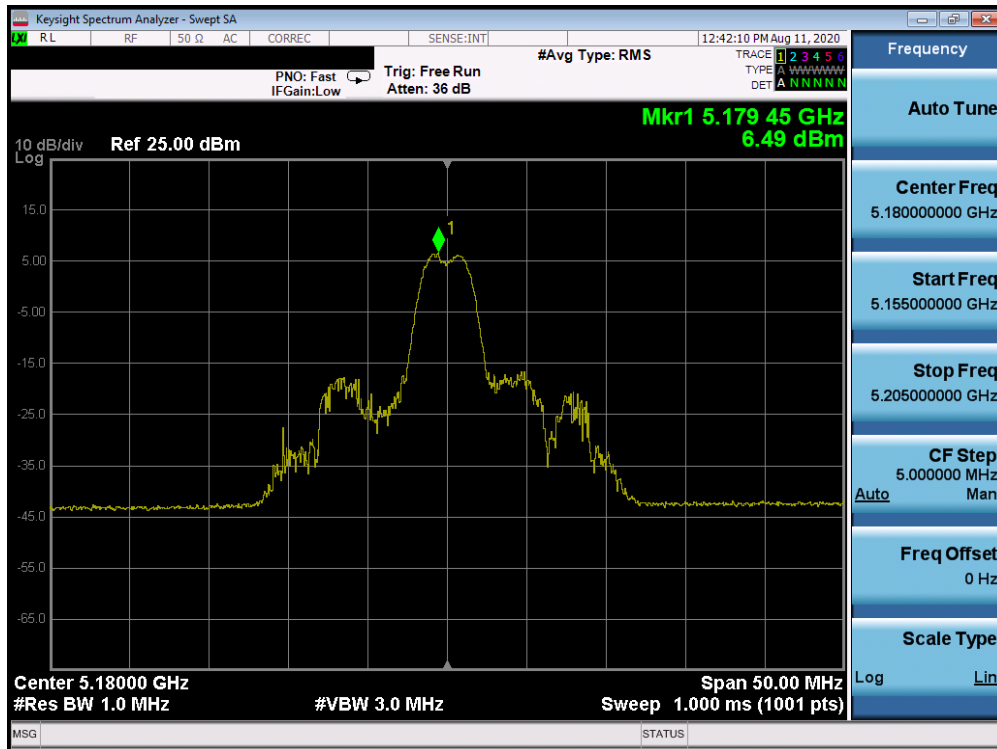 Keysight Spectrum Analyzer - Swept SA
LXI RL RF 50 Ω AC CORREC SENSE:INT 12:42:10 PM Aug 11, 2020
#Avg Type: RMS
TRACE 1 2 3 4 5 6
TYPE A WWWWW
DET A N N N N N
PNO: Fast
IFGain:Low
Trig: Free Run
Atten: 36 dB
Mkr1 5.179 45 GHz
6.49 dBm
10 dB/div Ref 25.00 dBm
Log
15.0
5.00
-5.00
-15.0
-25.0
-35.0
-45.0
-55.0
-65.0
1
Center 5.18000 GHz
Span 50.00 MHz
#Res BW 1.0 MHz
#VBW 3.0 MHz
Sweep 1.000 ms (1001 pts)
MSG
STATUS
Frequency
Auto Tune
Center Freq
5.180000000 GHz
Start Freq
5.155000000 GHz
Stop Freq
5.205000000 GHz
CF Step
5.000000 MHz
Auto Man
Freq Offset
0 Hz
Scale Type
Log Lin